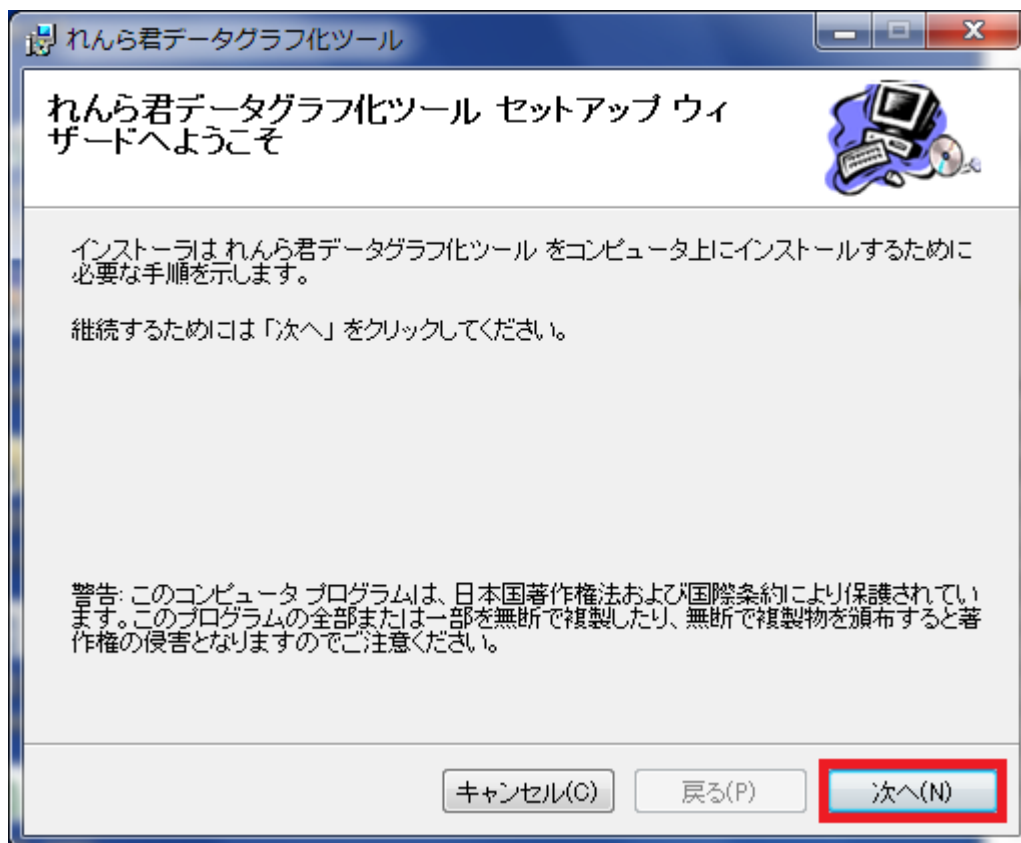 れんら君データグラフ化ツール
れんら君データグラフ化ツール セットアップ ウィ
ザードへようこそ
インストーラは れんら君データグラフ化ツール をコンピュータ上にインストールするために
必要な手順を示します。
継続するためには「次へ」をクリックしてください。
警告: このコンピュータ プログラムは、日本国著作権法および国際条約により保護されてい
ます。このプログラムの全部または一部を無断で複製したり、無断で複製物を頒布すると著
作権の侵害となりますのでご注意ください。
キャンセル(C) 戻る(P) 次へ(N)